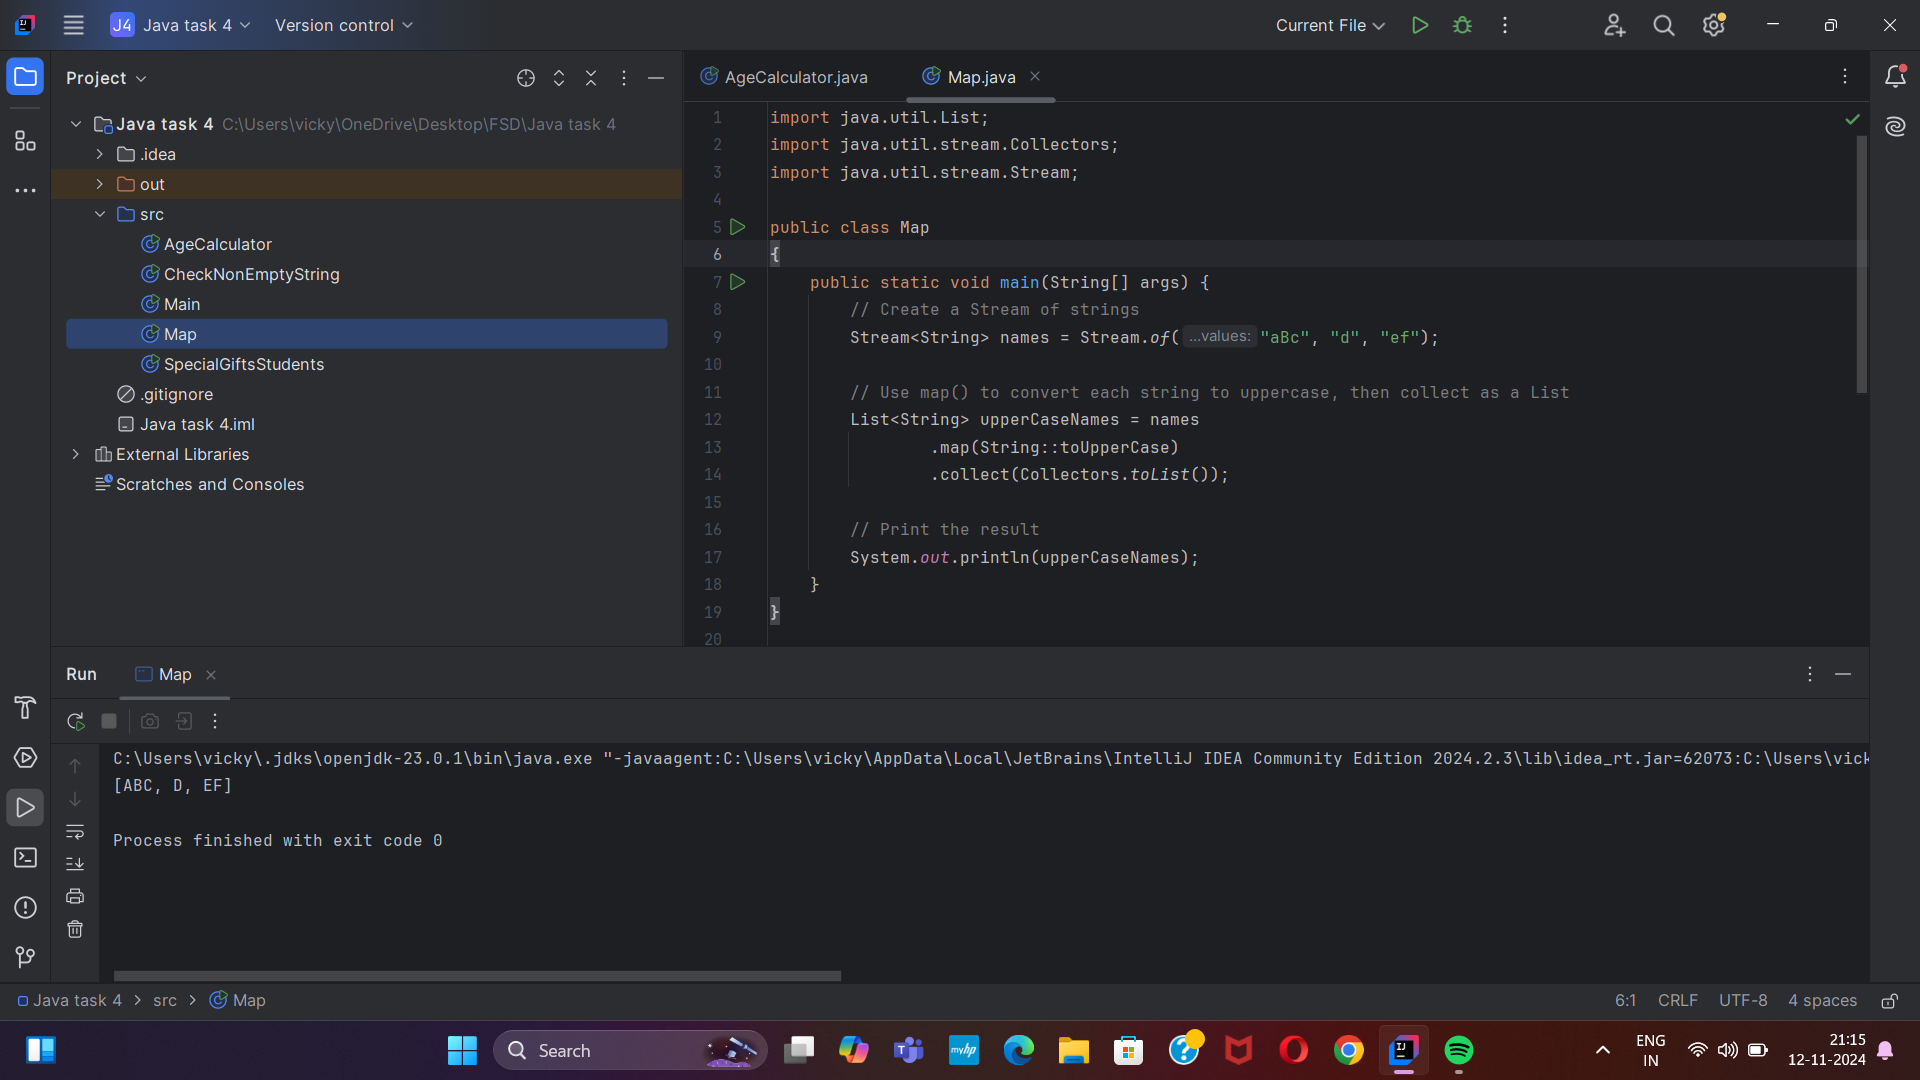 J4 Java task 4 Version control Current File
Project
AgeCalculator.java Map.java
Java task 4 C:\Users\vicky\OneDrive\Desktop\FSD\Java task 4
.idea
out
src
AgeCalculator
CheckNonEmptyString
Main
Map
SpecialGiftsStudents
.gitignore
Java task 4.iml
External Libraries
Scratches and Consoles
1 import java.util.List;
2 import java.util.stream.Collectors;
3 import java.util.stream.Stream;
4
5 public class Map
6 {
7 public static void main(String[] args) {
8 // Create a Stream of strings
9 Stream<String> names = Stream.of( ...values: "aBc", "d", "ef");
10
11 // Use map() to convert each string to uppercase, then collect as a List
12 List<String> upperCaseNames = names
13 .map(String::toUpperCase)
14 .collect(Collectors.toList());
15
16 // Print the result
17 System.out.println(upperCaseNames);
18 }
19 }
20
Run Map
C:\Users\vicky\.jdks\openjdk-23.0.1\bin\java.exe "-javaagent:C:\Users\vicky\AppData\Local\JetBrains\IntelliJ IDEA Community Edition 2024.2.3\lib\idea_rt.jar=62073:C:\Users\vick
[ABC, D, EF]
Process finished with exit code 0
Java task 4 > src > Map 6:1 CRLF UTF-8 4 spaces
Search
myhp
ENG
IN
21:15
12-11-2024